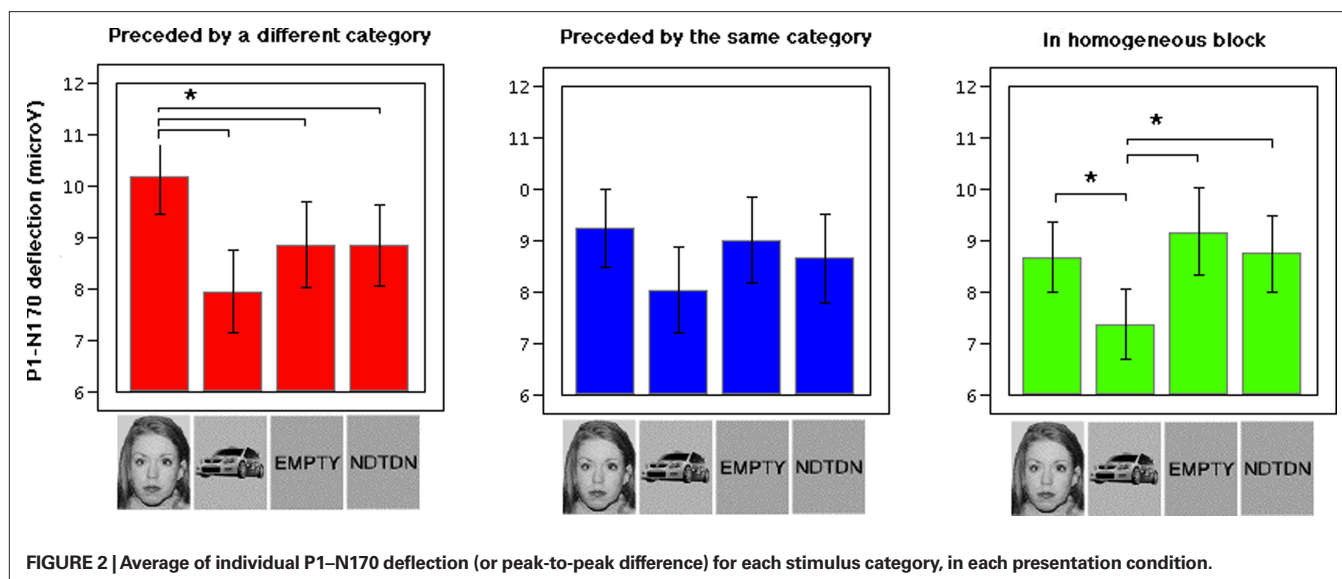 Preceded by a different category
Preceded by the same category
In homogeneous block
P1-N170 deflection (microV)
12
11
10
9
8
7
6
*
EMPTY
NDTDN
12
11
0
9
8
7
6
EMPTY
NDTDN
12
11
10
9
8
7
6
*
*
EMPTY
NDTDN
FIGURE 2 | Average of individual P1–N170 deflection (or peak-to-peak difference) for each stimulus category, in each presentation condition.